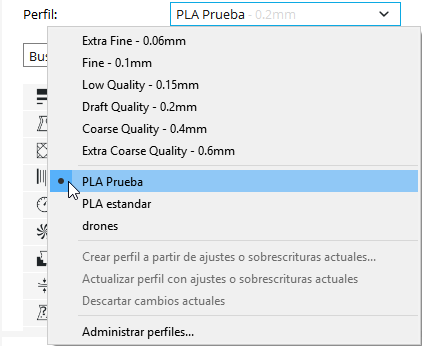 Perfil:
PLA Prueba - 0.2mm
Bus
Extra Fine - 0.06mm
Fine - 0.1mm
Low Quality - 0.15mm
Draft Quality - 0.2mm
Coarse Quality - 0.4mm
Extra Coarse Quality - 0.6mm
PLA Prueba
PLA estandar
drones
Crear perfil a partir de ajustes o sobrescrituras actuales...
Actualizar perfil con ajustes o sobrescrituras actuales
Descartar cambios actuales
Administrar perfiles...